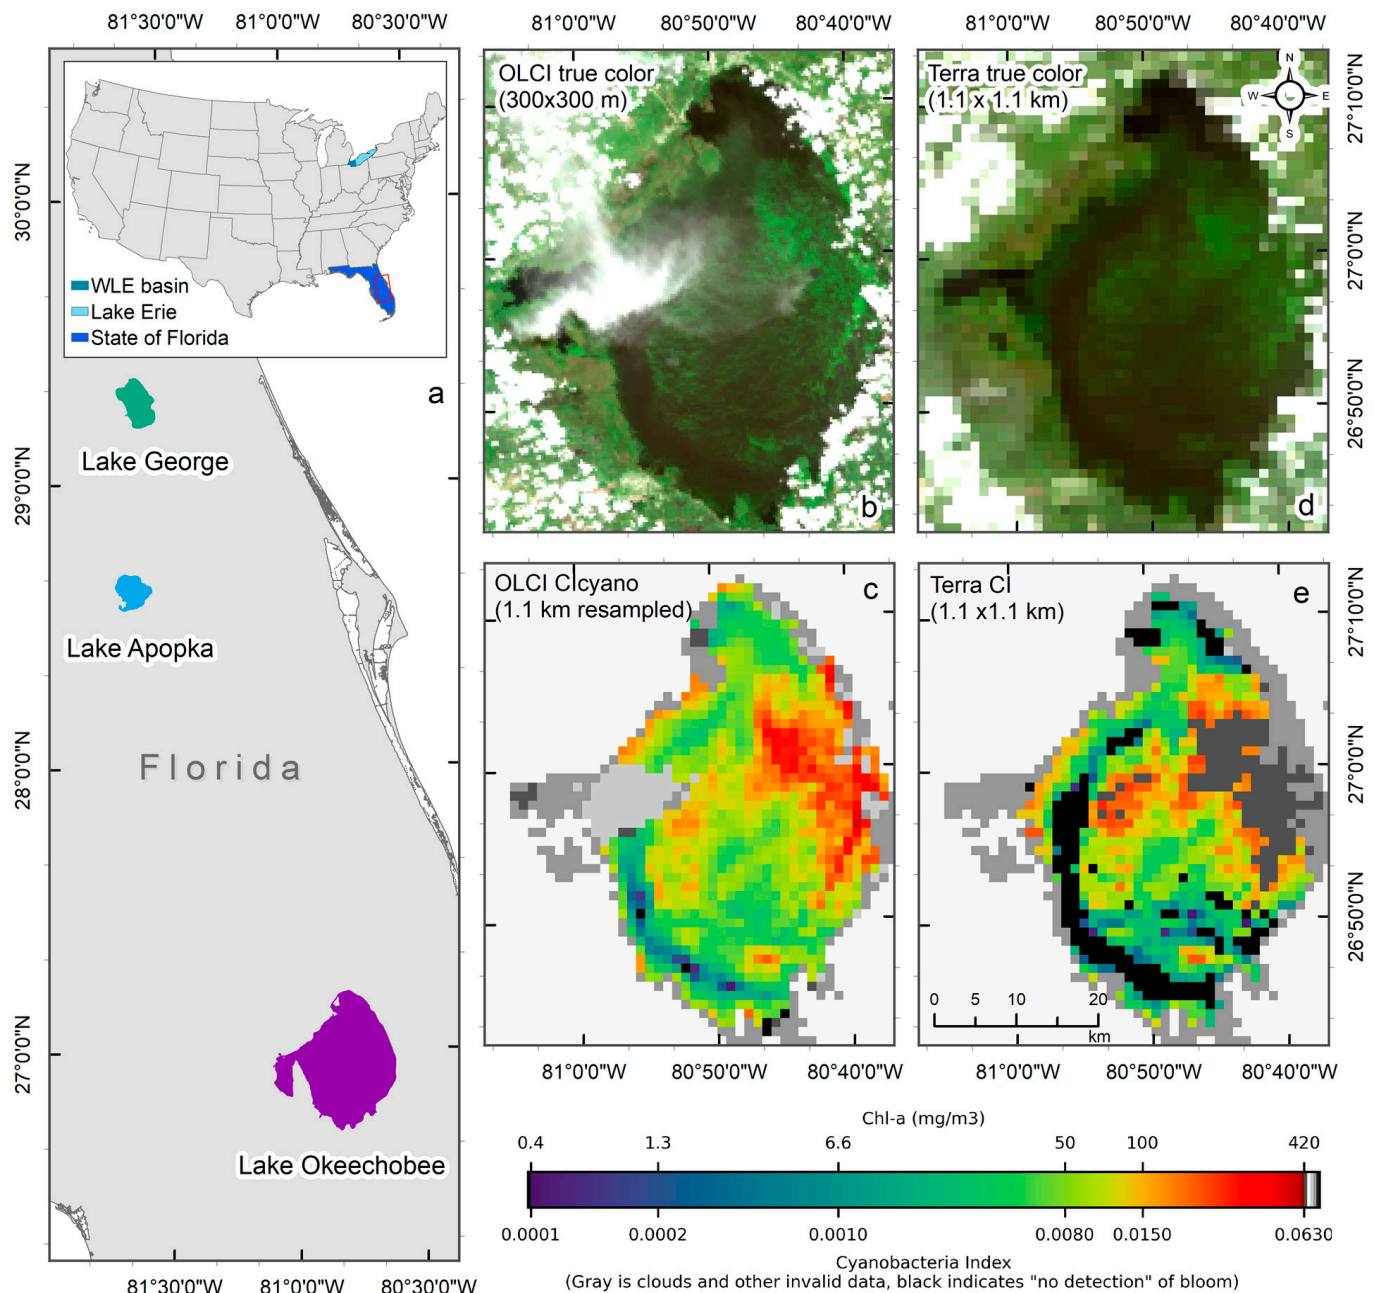 81°30'0"W 81°0'0"W 80°30'0"W
81°0'0"W 80°50'0"W 80°40'0"W
81°0'0"W 80°50'0"W 80°40'0"W
30°0'0"N
29°0'0"N
28°0'0"N
27°0'0"N
WLE basin
Lake Erie
State of Florida
a
Lake George
Lake Apopka
Florida
Lake Okeechobee
81°30'0"W 81°0'0"W 80°30'0"W
OLCI true color
(300x300 m)
b
Terra true color
(1.1 x 1.1 km)
N
W E
S
d
27°10'0"N
27°0'0"N
26°50'0"N
OLCI CIcyano
(1.1 km resampled)
c
Terra CI
(1.1 x1.1 km)
e
0 5 10 20
km
27°10'0"N
27°0'0"N
26°50'0"N
81°0'0"W 80°50'0"W 80°40'0"W
81°0'0"W 80°50'0"W 80°40'0"W
Chl-a (mg/m3)
0.4 1.3 6.6 50 100 420
0.0001 0.0002 0.0010 0.0080 0.0150 0.0630
Cyanobacteria Index
(Gray is clouds and other invalid data, black indicates "no detection" of bloom)